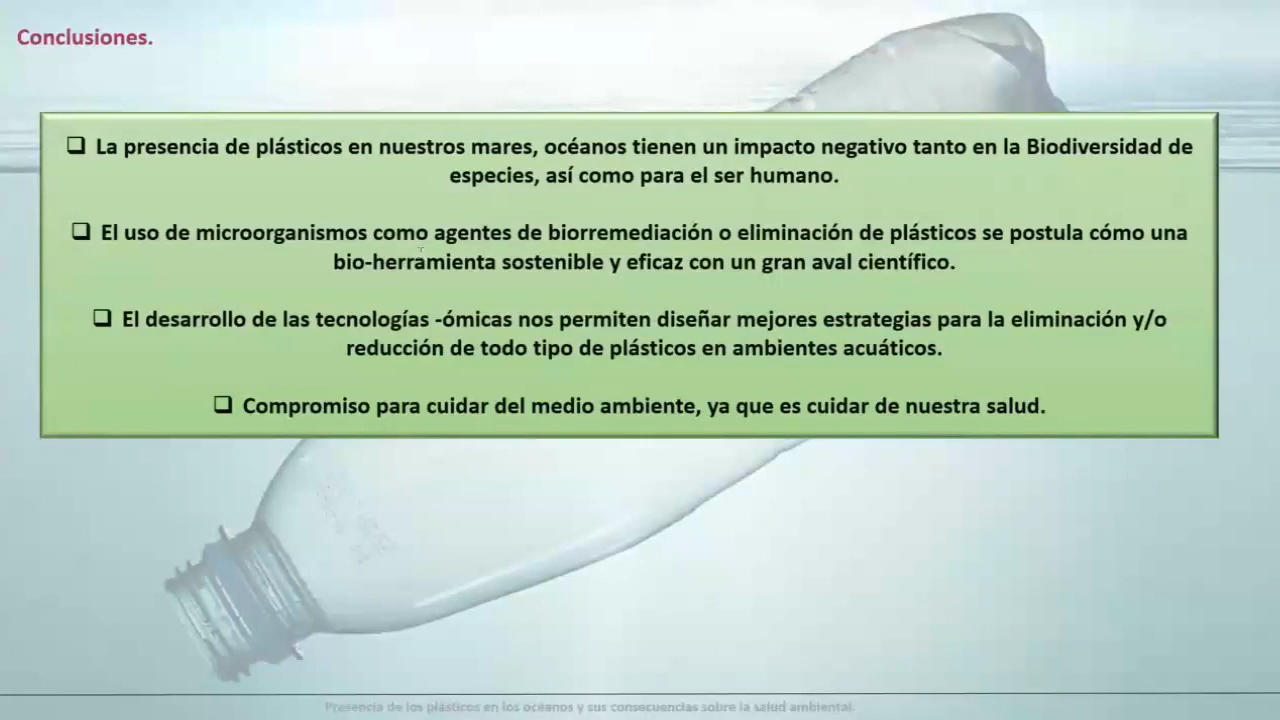 Conclusiones.
❑ La presencia de plásticos en nuestros mares, océanos tienen un impacto negativo tanto en la Biodiversidad de
especies, así como para el ser humano.
❑ El uso de microorganismos como agentes de biorremediación o eliminación de plásticos se postula cómo una
bio-herramienta sostenible y eficaz con un gran aval científico.
❑ El desarrollo de las tecnologías -ómicas nos permiten diseñar mejores estrategias para la eliminación y/o
reducción de todo tipo de plásticos en ambientes acuáticos.
❑ Compromiso para cuidar del medio ambiente, ya que es cuidar de nuestra salud.
Presencia de los plásticos en los océanos y sus consecuencias sobre la salud ambiental.